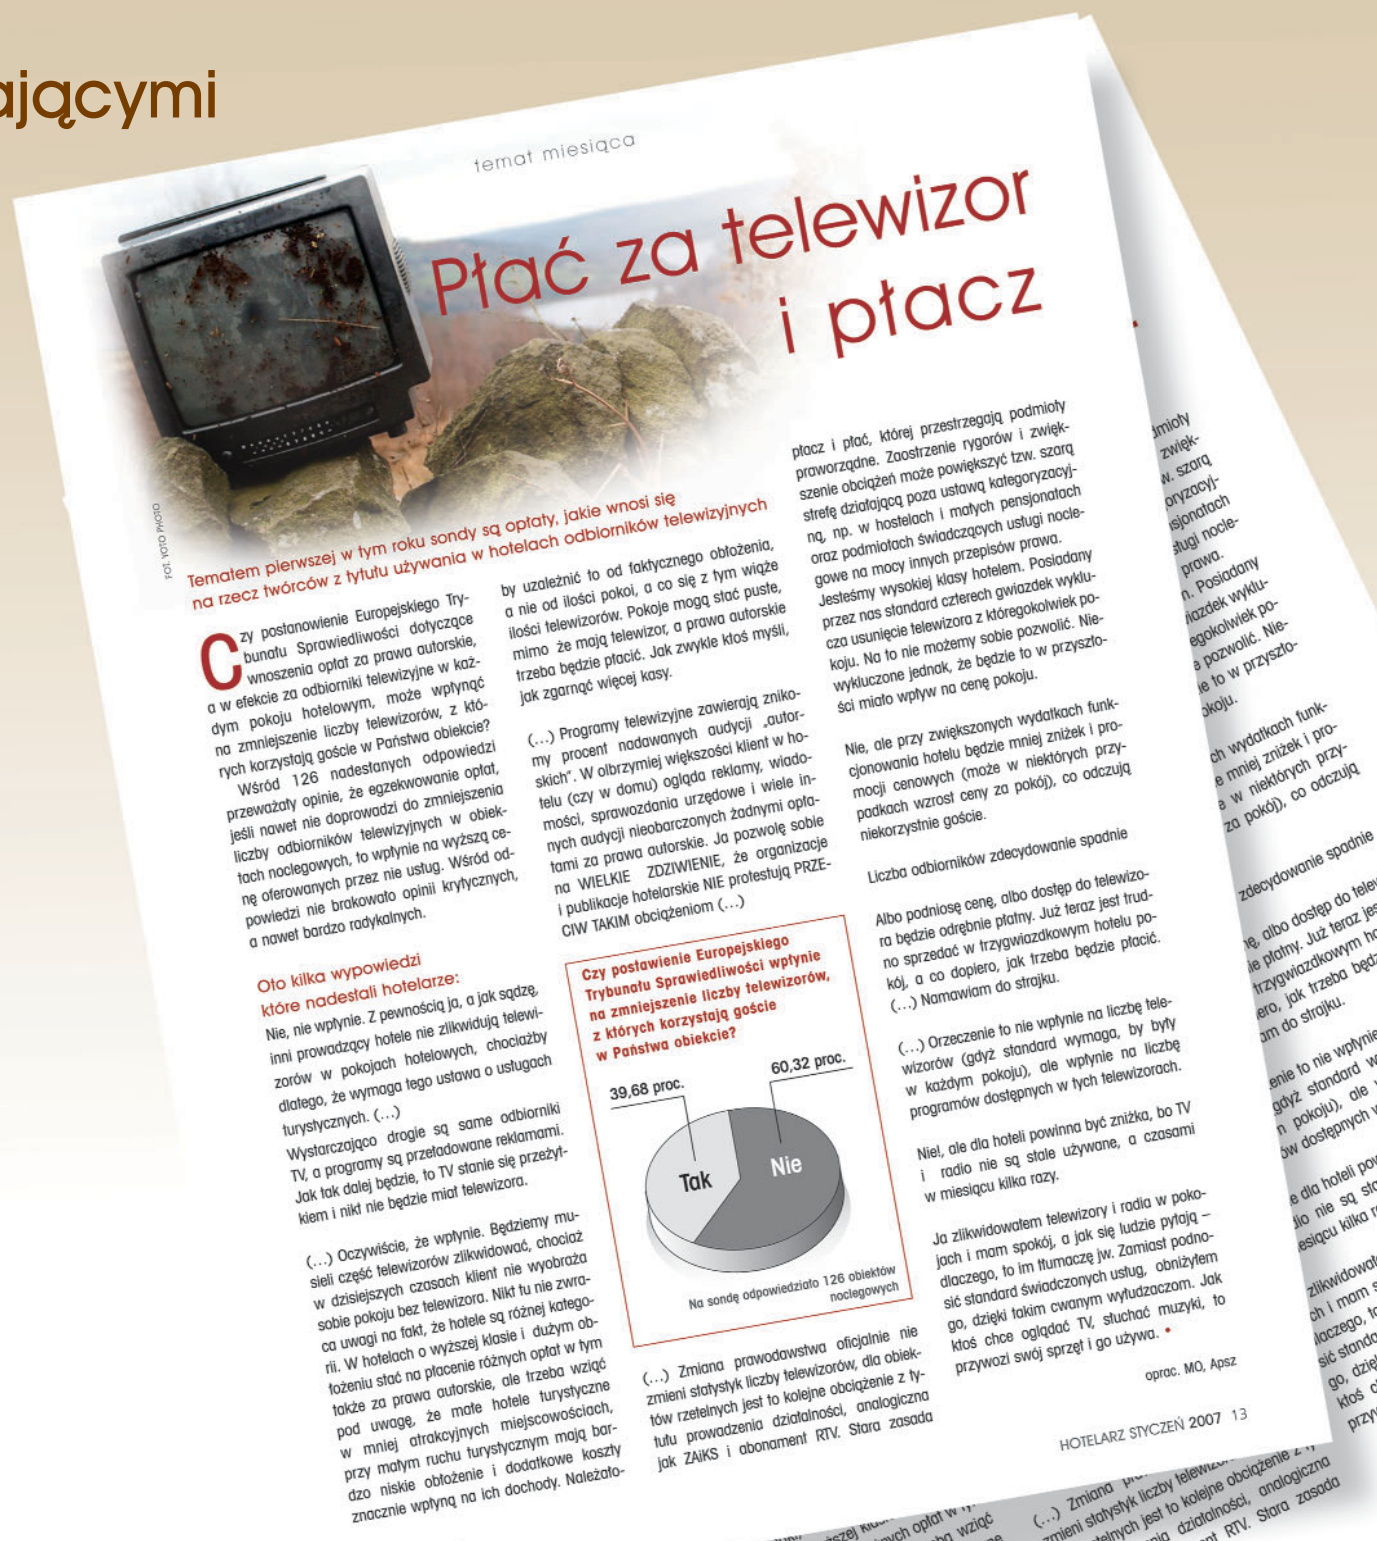 ającymi
temat miesiąca
Płać za telewizor
i płacz
FOT. YOTO PHOTO
Tematem pierwszej w tym roku sondy są opłaty, jakie wnosi się
na rzecz twórców z tytułu używania w hotelach odbiorników telewizyjnych
Czy postanowienie Europejskiego Try-
bunału Sprawiedliwości dotyczące
wnoszenia opłat za prawa autorskie,
a w efekcie za odbiorniki telewizyjne w każ-
dym pokoju hotelowym, może wpłynąć
na zmniejszenie liczby telewizorów, z któ-
rych korzystają goście w Państwa obiekcie?
Wśród 126 nadesłanych odpowiedzi
przeważały opinie, że egzekwowanie opłat,
jeśli nawet nie doprowadzi do zmniejszenia
liczby odbiorników telewizyjnych w obiek-
tach noclegowych, to wpłynie na wyższą ce-
nę oferowanych przez nie usług. Wśród od-
powiedzi nie brakowało opinii krytycznych,
a nawet bardzo radykalnych.
Oto kilka wypowiedzi
które nadesłali hotelarze:
Nie, nie wpłynie. Z pewnością ja, a jak sądzę,
inni prowadzący hotele nie zlikwidują telewi-
zorów w pokojach hotelowych, chociażby
dlatego, że wymaga tego ustawa o usługach
turystycznych. (...)
Wystarczająco drogie są same odbiorniki
TV, a programy są przeładowane reklamami.
Jak tak dalej będzie, to TV stanie się przeżyt-
kiem i nikt nie będzie miał telewizora.
(...) Oczywiście, że wpłynie. Będziemy mu-
sieli część telewizorów zlikwidować, chociaż
w dzisiejszych czasach klient nie wyobraża
sobie pokoju bez telewizora. Nikt tu nie zwra-
ca uwagi na fakt, że hotele są różnej katego-
rii. W hotelach o wyższej klasie i dużym ob-
łożeniu stać na płacenie różnych opłat w tym
także za prawa autorskie, ale trzeba wziąć
pod uwagę, że małe hotele turystyczne
w mniej atrakcyjnych miejscowościach,
przy małym ruchu turystycznym mają bar-
dzo niskie obłożenie i dodatkowe koszty
znacznie wpłyną na ich dochody. Należało-
by uzależnić to od faktycznego obłożenia,
a nie od ilości pokoi, a co się z tym wiąże
ilości telewizorów. Pokoje mogą stać puste,
mimo że mają telewizor, a prawa autorskie
trzeba będzie płacić. Jak zwykle ktoś myśli,
jak zgarnąć więcej kasy.
(...) Programy telewizyjne zawierają zniko-
my procent nadawanych audycji „autor-
skich". W olbrzymiej większości klient w ho-
telu (czy w domu) ogląda reklamy, wiado-
mości, sprawozdania urzędowe i wiele in-
nych audycji nieobarczonych żadnymi opła-
tami za prawa autorskie. Ja pozwolę sobie
na WIELKIE ZDZIWIENIE, że organizacje
i publikacje hotelarskie NIE protestują PRZE-
CIW TAKIM obciążeniom (...)
Czy postawienie Europejskiego
Trybunału Sprawiedliwości wpłynie
na zmniejszenie liczby telewizorów,
z których korzystają goście
w Państwa obiekcie?
39,68 proc.
60,32 proc.
Tak
Nie
Na sondę odpowiedziało 126 obiektów
noclegowych
(...) Zmiana prawodawstwa oficjalnie nie
zmieni statystyk liczby telewizorów, dla obiek-
tów rzetelnych jest to kolejne obciążenie z ty-
tułu prowadzenia działalności, analogiczna
jak ZAiKS i abonament RTV. Stara zasada
płacz i płać, której przestrzegają podmioty
praworządne. Zaostrzenie rygorów i zwięk-
szenie obciążeń może powiększyć tzw. szarą
strefę działającą poza ustawą kategoryzacyj-
ną, np. w hostelach i małych pensjonatach
oraz podmiotach świadczących usługi nocle-
gowe na mocy innych przepisów prawa.
Jesteśmy wysokiej klasy hotelem. Posiadany
przez nas standard czterech gwiazdek wyklu-
cza usunięcie telewizora z któregokolwiek po-
koju. Na to nie możemy sobie pozwolić. Nie-
wykluczone jednak, że będzie to w przyszło-
ści miało wpływ na cenę pokoju.
Nie, ale przy zwiększonych wydatkach funk-
cjonowania hotelu będzie mniej zniżek i pro-
mocji cenowych (może w niektórych przy-
padkach wzrost ceny za pokój), co odczują
niekorzystnie goście.
Liczba odbiorników zdecydowanie spadnie
Albo podniosę cenę, albo dostęp do telewizo-
ra będzie odrębnie płatny. Już teraz jest trud-
no sprzedać w trzygwiazdkowym hotelu po-
kój, a co dopiero, jak trzeba będzie płacić.
(...) Namawiam do strajku.
(...) Orzeczenie to nie wpłynie na liczbę tele-
wizorów (gdyż standard wymaga, by były
w każdym pokoju), ale wpłynie na liczbę
programów dostępnych w tych telewizorach.
Nie!, ale dla hoteli powinna być zniżka, bo TV
i radio nie są stale używane, a czasami
w miesiącu kilka razy.
Ja zlikwidowałem telewizory i radia w poko-
jach i mam spokój, a jak się ludzie pytają –
dlaczego, to im tłumaczę jw. Zamiast podno-
sić standard świadczonych usług, obniżyłem
go, dzięki takim cwanym wyłudzaczom. Jak
ktoś chce oglądać TV, słuchać muzyki, to
przywozi swój sprzęt i go używa. •
oprac. MO, Apsz
HOTELARZ STYCZEŃ 2007 13